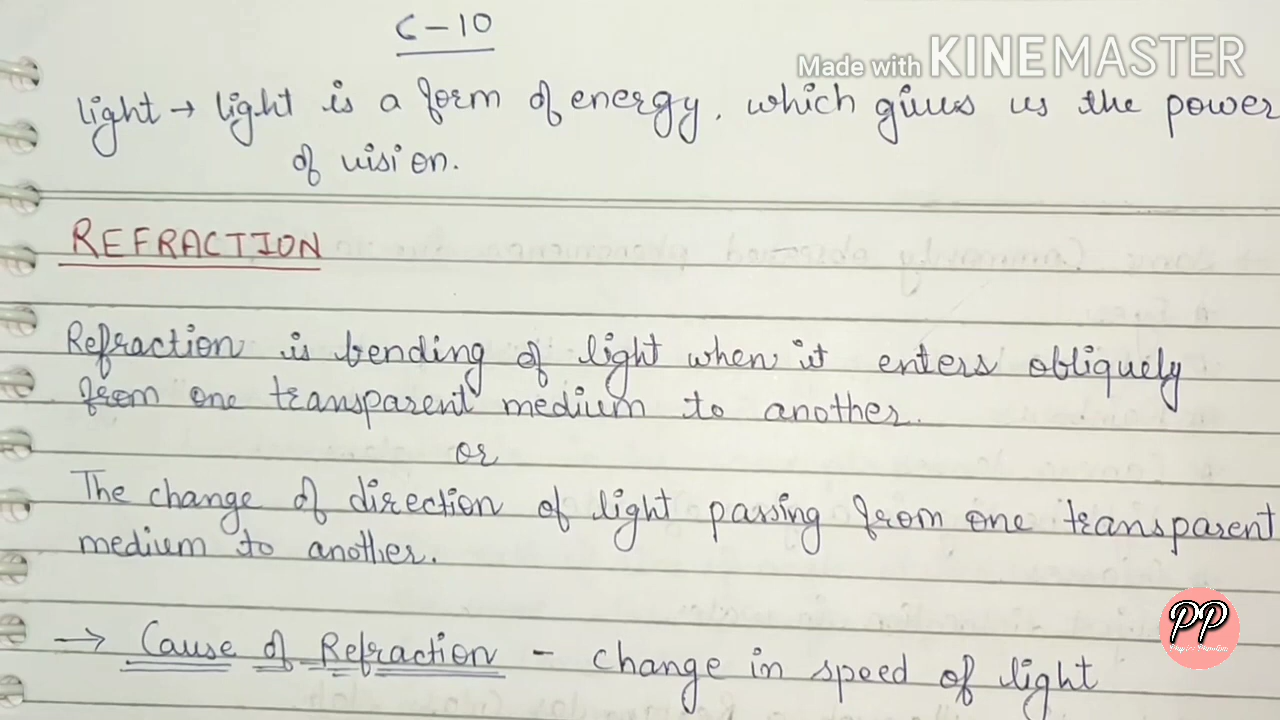 C-10
Made with KINEMASTER
light → light is a form of energy. which gives us the power
of vision.
REFRACTION
Refraction is bending of light when it enters obliquely
from one transparent medium to another.
or
The change of direction of light passing from one transparent
medium to another.
→ Cause of Refraction - change in speed of light
PP